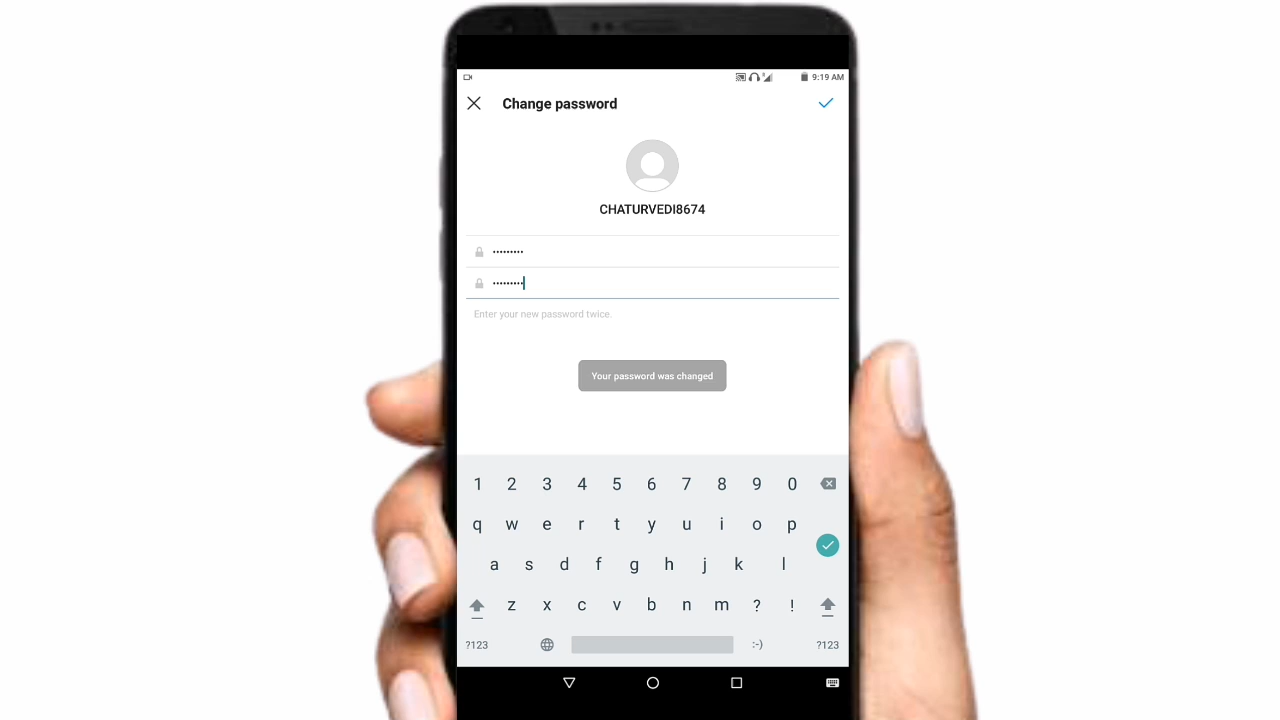 9:19 AM
Change password
CHATURVEDI8674
•••••••••
•••••••••
Enter your new password twice.
Your password was changed
1 2 3 4 5 6 7 8 9 0
q w e r t y u i o p
a s d f g h j k l
z x c v b n m ? !
?123 :-) ?123